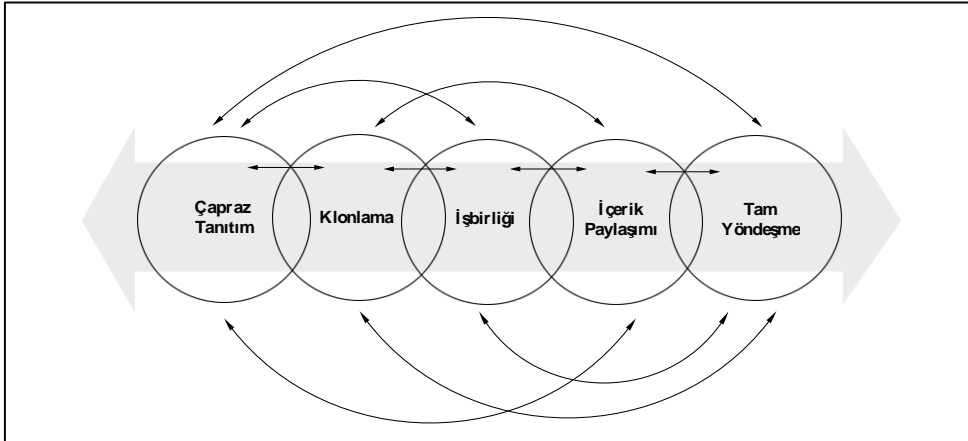 Çapraz
Tanıtım
Klonlama
İşbirliği
İçerik
Paylaşımı
Tam
Yöndeşme